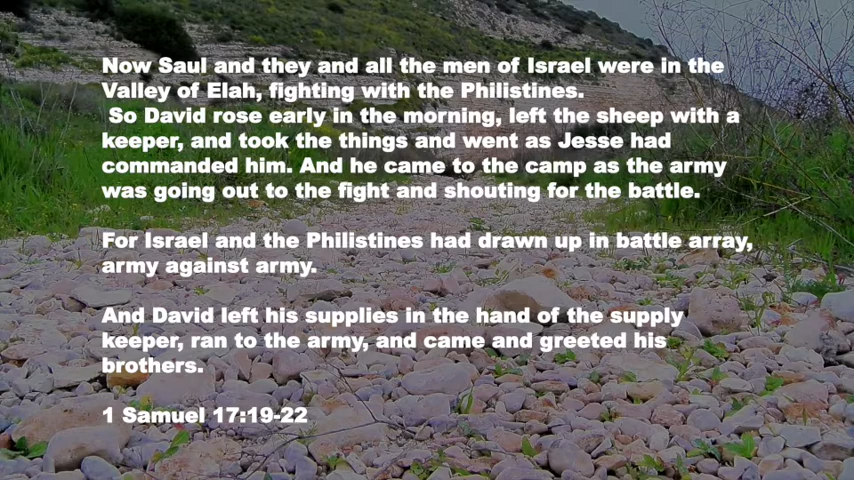 Now Saul and they and all the men of Israel were in the
Valley of Elah, fighting with the Philistines.
So David rose early in the morning, left the sheep with a
keeper, and took the things and went as Jesse had
commanded him. And he came to the camp as the army
was going out to the fight and shouting for the battle.
For Israel and the Philistines had drawn up in battle array,
army against army.
And David left his supplies in the hand of the supply
keeper, ran to the army, and came and greeted his
brothers.
1 Samuel 17:19-22